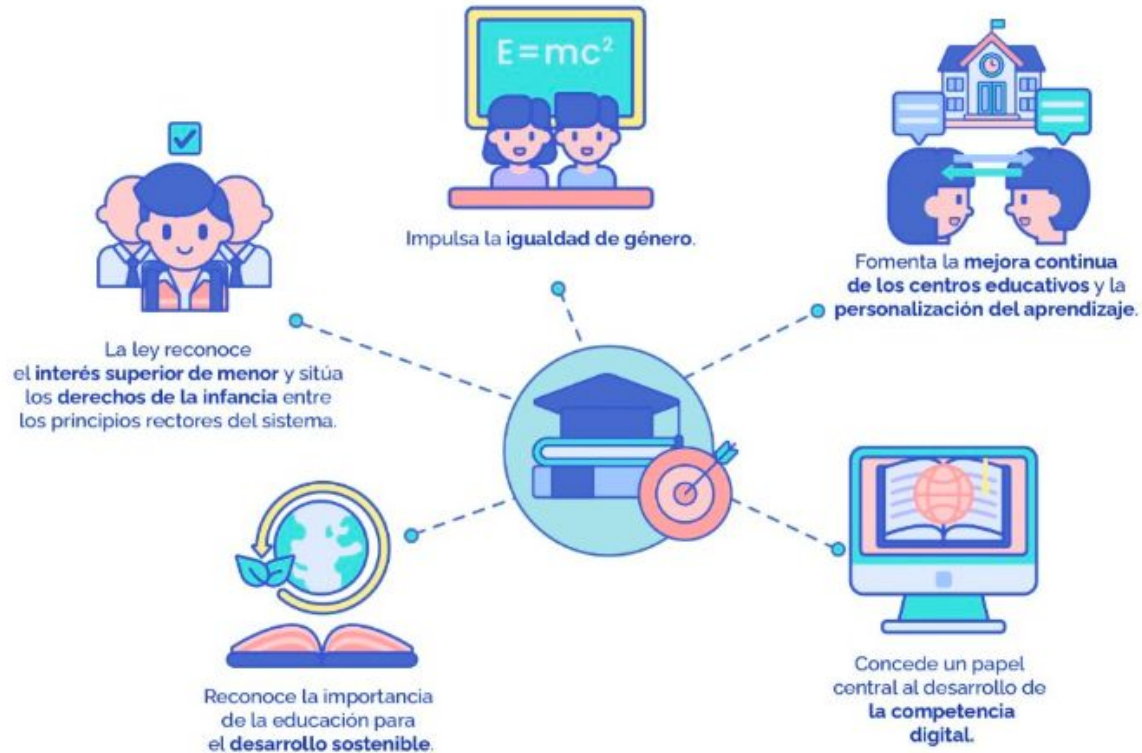 E=mc²
Impulsa la igualdad de género.
Fomenta la mejora continua
de los centros educativos y la
personalización del aprendizaje.
La ley reconoce
el interés superior de menor y sitúa
los derechos de la infancia entre
los principios rectores del sistema.
Reconoce la importancia
de la educación para
el desarrollo sostenible.
Concede un papel
central al desarrollo de
la competencia
digital.